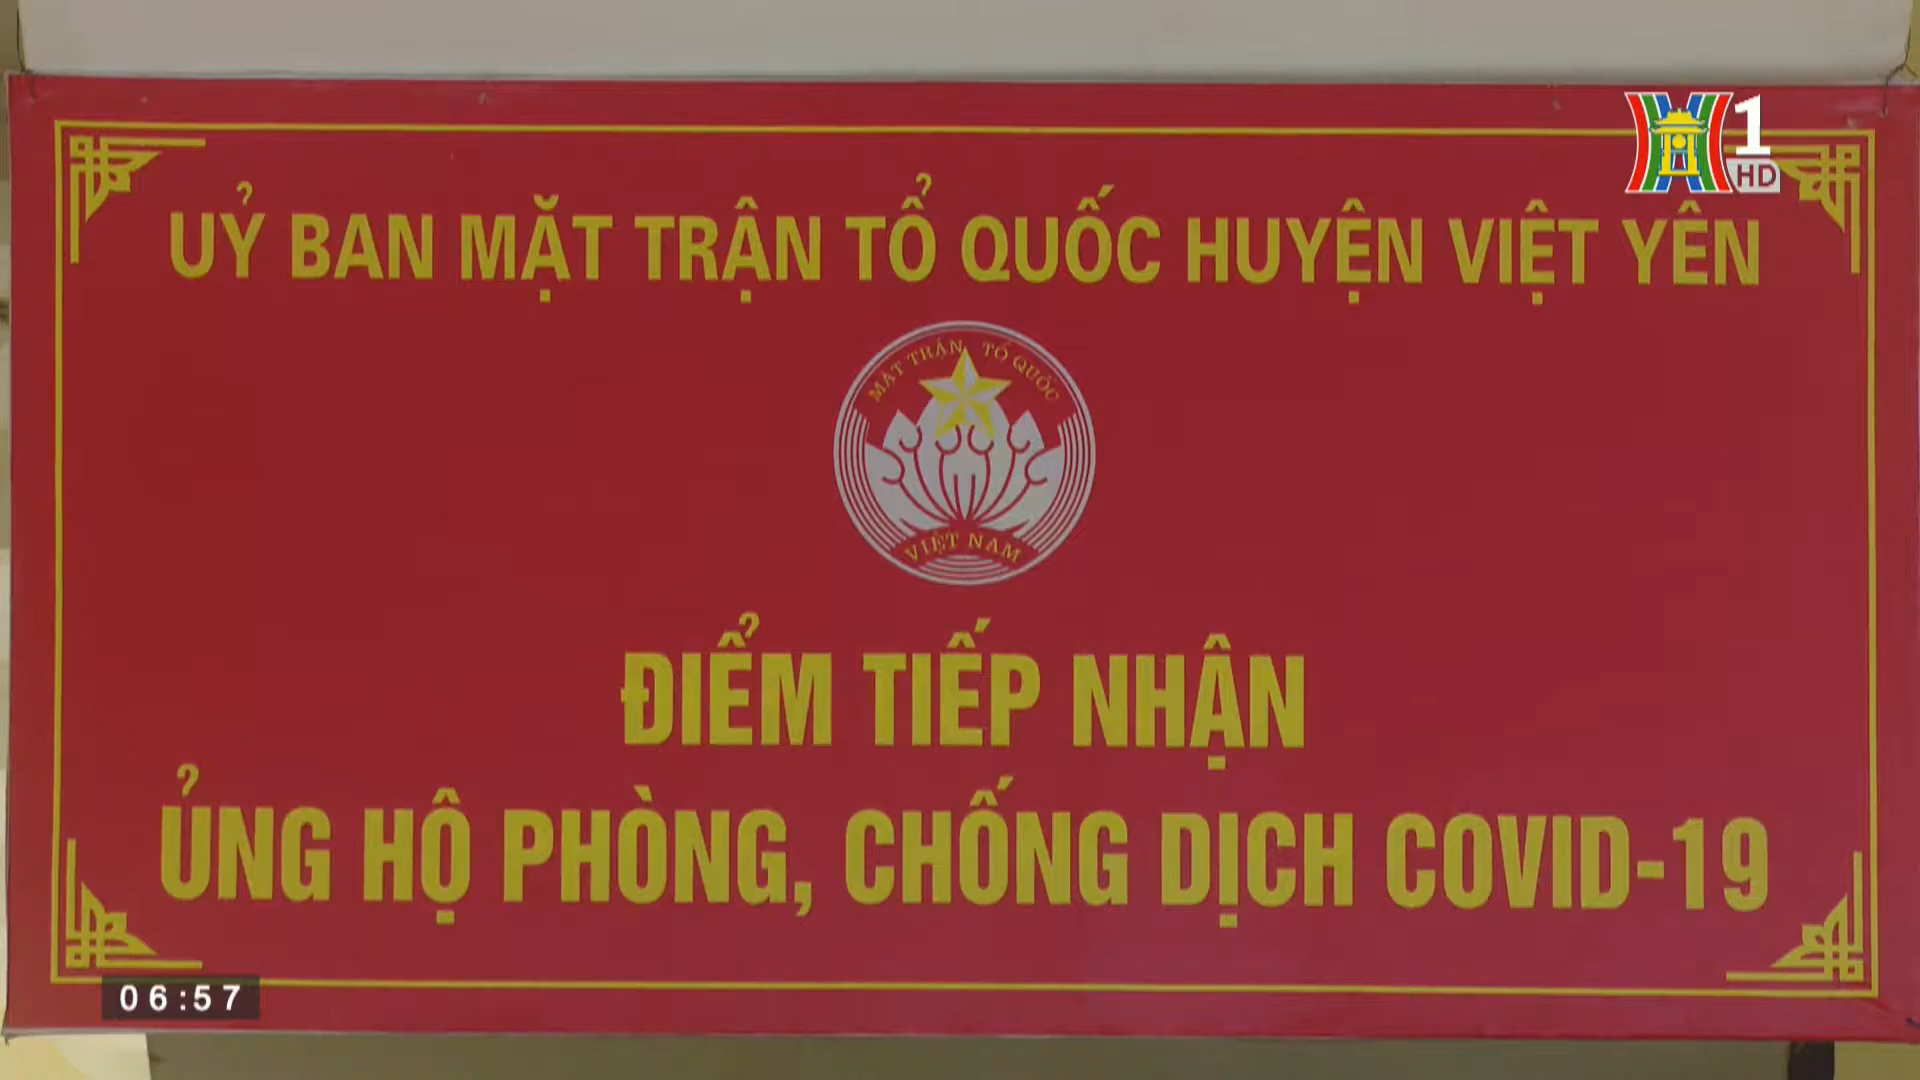 1
HD
UỶ BAN MẶT TRẬN TỔ QUỐC HUYỆN VIỆT YÊN
MẶT TRẬN TỔ QUỐC
VIỆT NAM
ĐIỂM TIẾP NHẬN
ỦNG HỘ PHÒNG, CHỐNG DỊCH COVID-19
06:57